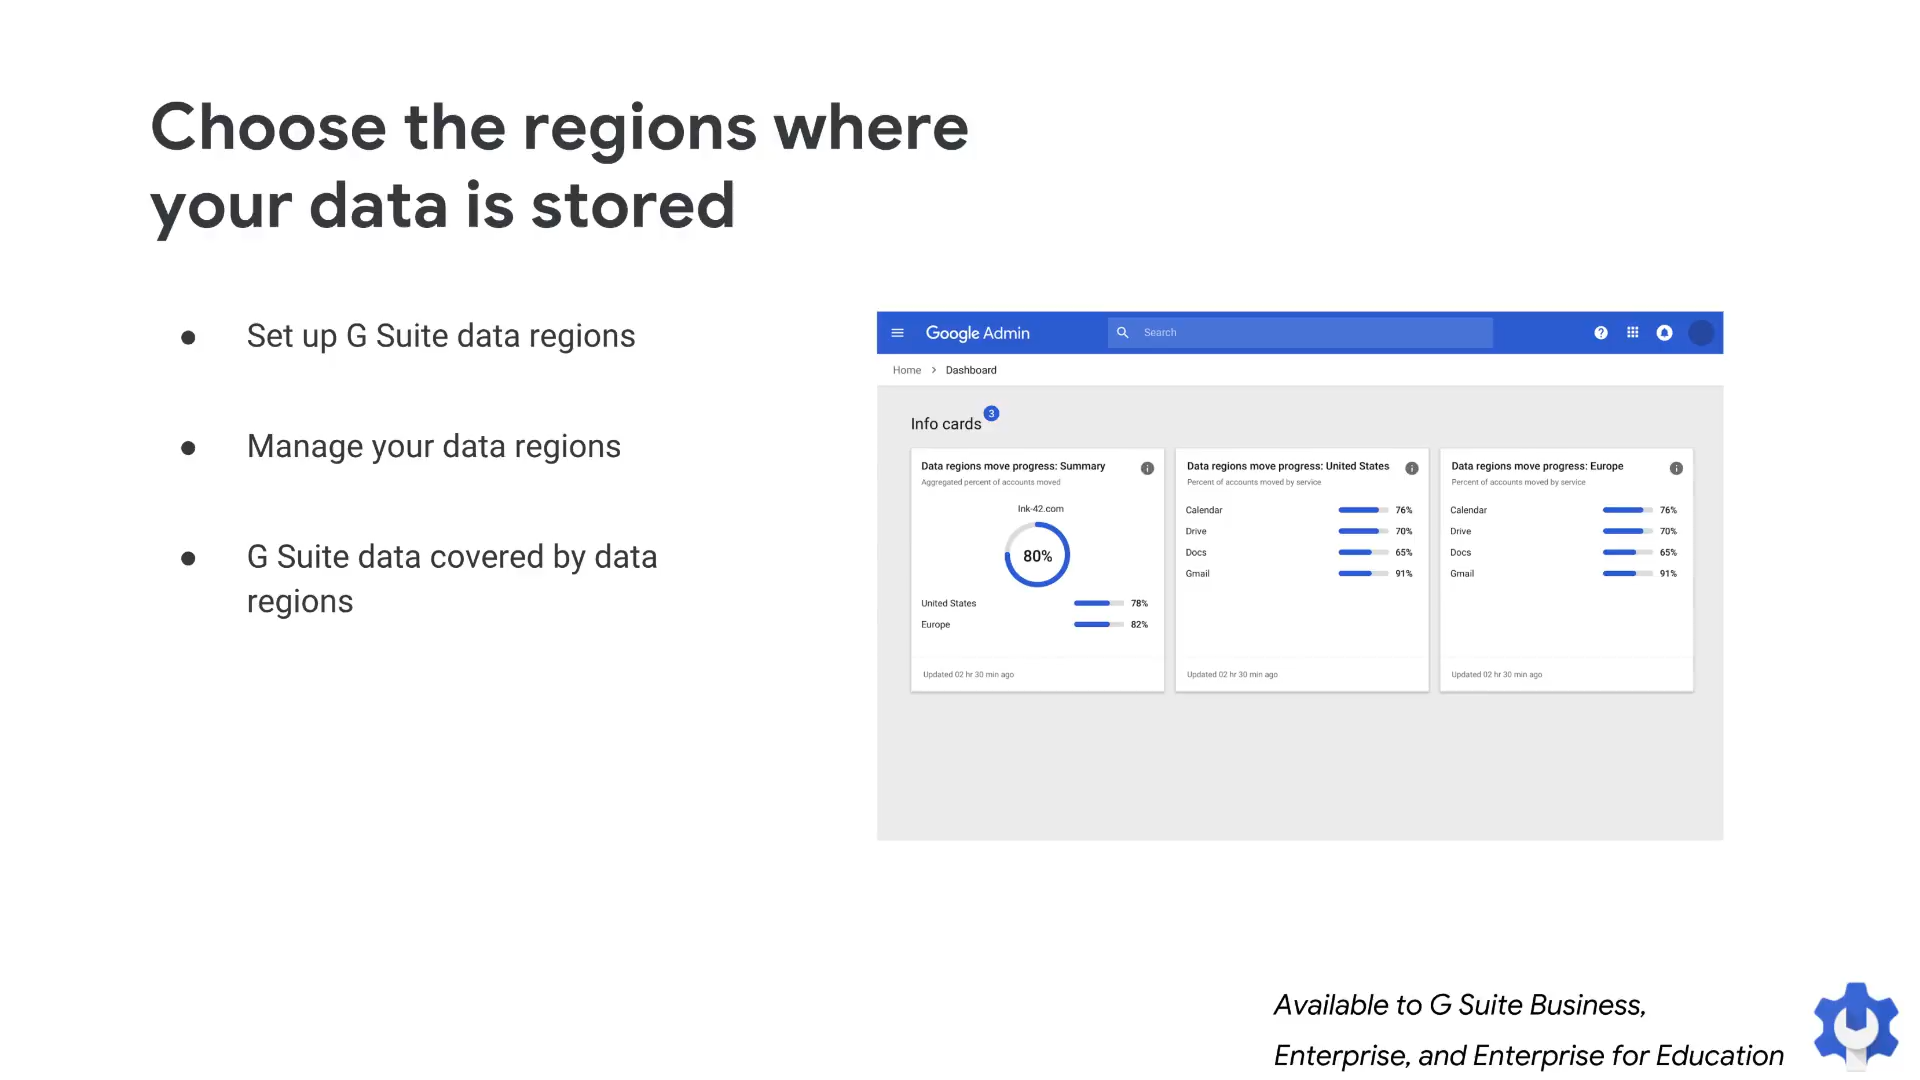 Choose the regions where
your data is stored
● Set up G Suite data regions
● Manage your data regions
● G Suite data covered by data
regions
Google Admin
Search
Home > Dashboard
Info cards 3
Data regions move progress: Summary
Aggregated percent of accounts moved
Ink-42.com
80%
United States 78%
Europe 82%
Updated 02 hr 30 min ago
Data regions move progress: United States
Percent of accounts moved by service
Calendar 76%
Drive 70%
Docs 65%
Gmail 91%
Updated 02 hr 30 min ago
Data regions move progress: Europe
Percent of accounts moved by service
Calendar 76%
Drive 70%
Docs 65%
Gmail 91%
Updated 02 hr 30 min ago
Available to G Suite Business,
Enterprise, and Enterprise for Education